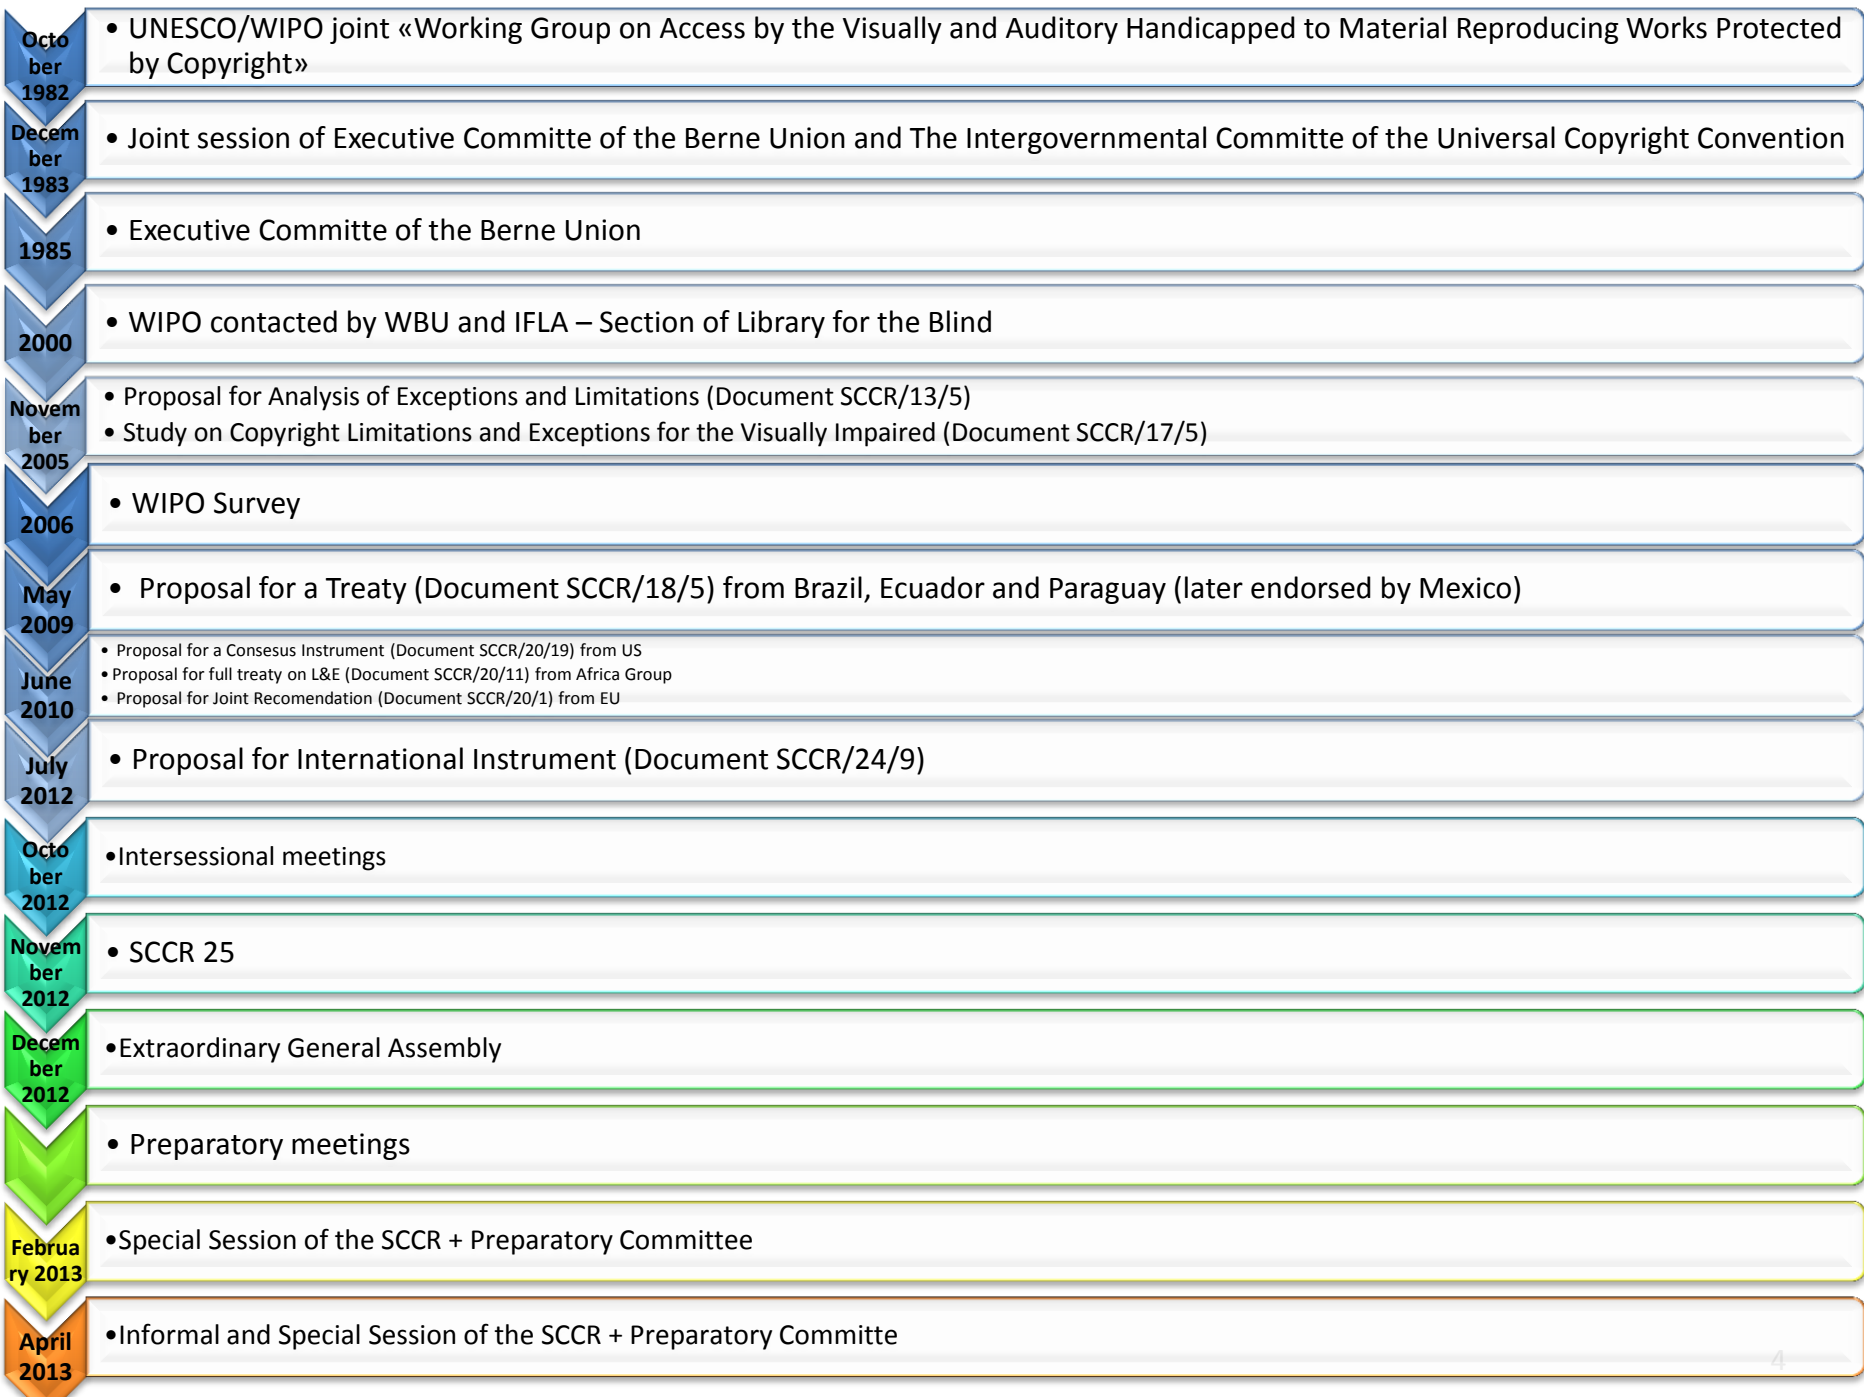 Octo
ber
1982
• UNESCO/WIPO joint «Working Group on Access by the Visually and Auditory Handicapped to Material Reproducing Works Protected
by Copyright»
Decem
ber
1983
• Joint session of Executive Committe of the Berne Union and The Intergovernmental Committe of the Universal Copyright Convention
1985
• Executive Committe of the Berne Union
2000
• WIPO contacted by WBU and IFLA – Section of Library for the Blind
Novem
ber
2005
• Proposal for Analysis of Exceptions and Limitations (Document SCCR/13/5)
• Study on Copyright Limitations and Exceptions for the Visually Impaired (Document SCCR/17/5)
2006
• WIPO Survey
May
2009
• Proposal for a Treaty (Document SCCR/18/5) from Brazil, Ecuador and Paraguay (later endorsed by Mexico)
June
2010
• Proposal for a Consesus Instrument (Document SCCR/20/19) from US
• Proposal for full treaty on L&E (Document SCCR/20/11) from Africa Group
• Proposal for Joint Recomendation (Document SCCR/20/1) from EU
July
2012
• Proposal for International Instrument (Document SCCR/24/9)
Octo
ber
2012
•Intersessional meetings
Novem
ber
2012
• SCCR 25
Decem
ber
2012
•Extraordinary General Assembly
• Preparatory meetings
Februa
ry 2013
•Special Session of the SCCR + Preparatory Committee
April
2013
•Informal and Special Session of the SCCR + Preparatory Committe
4